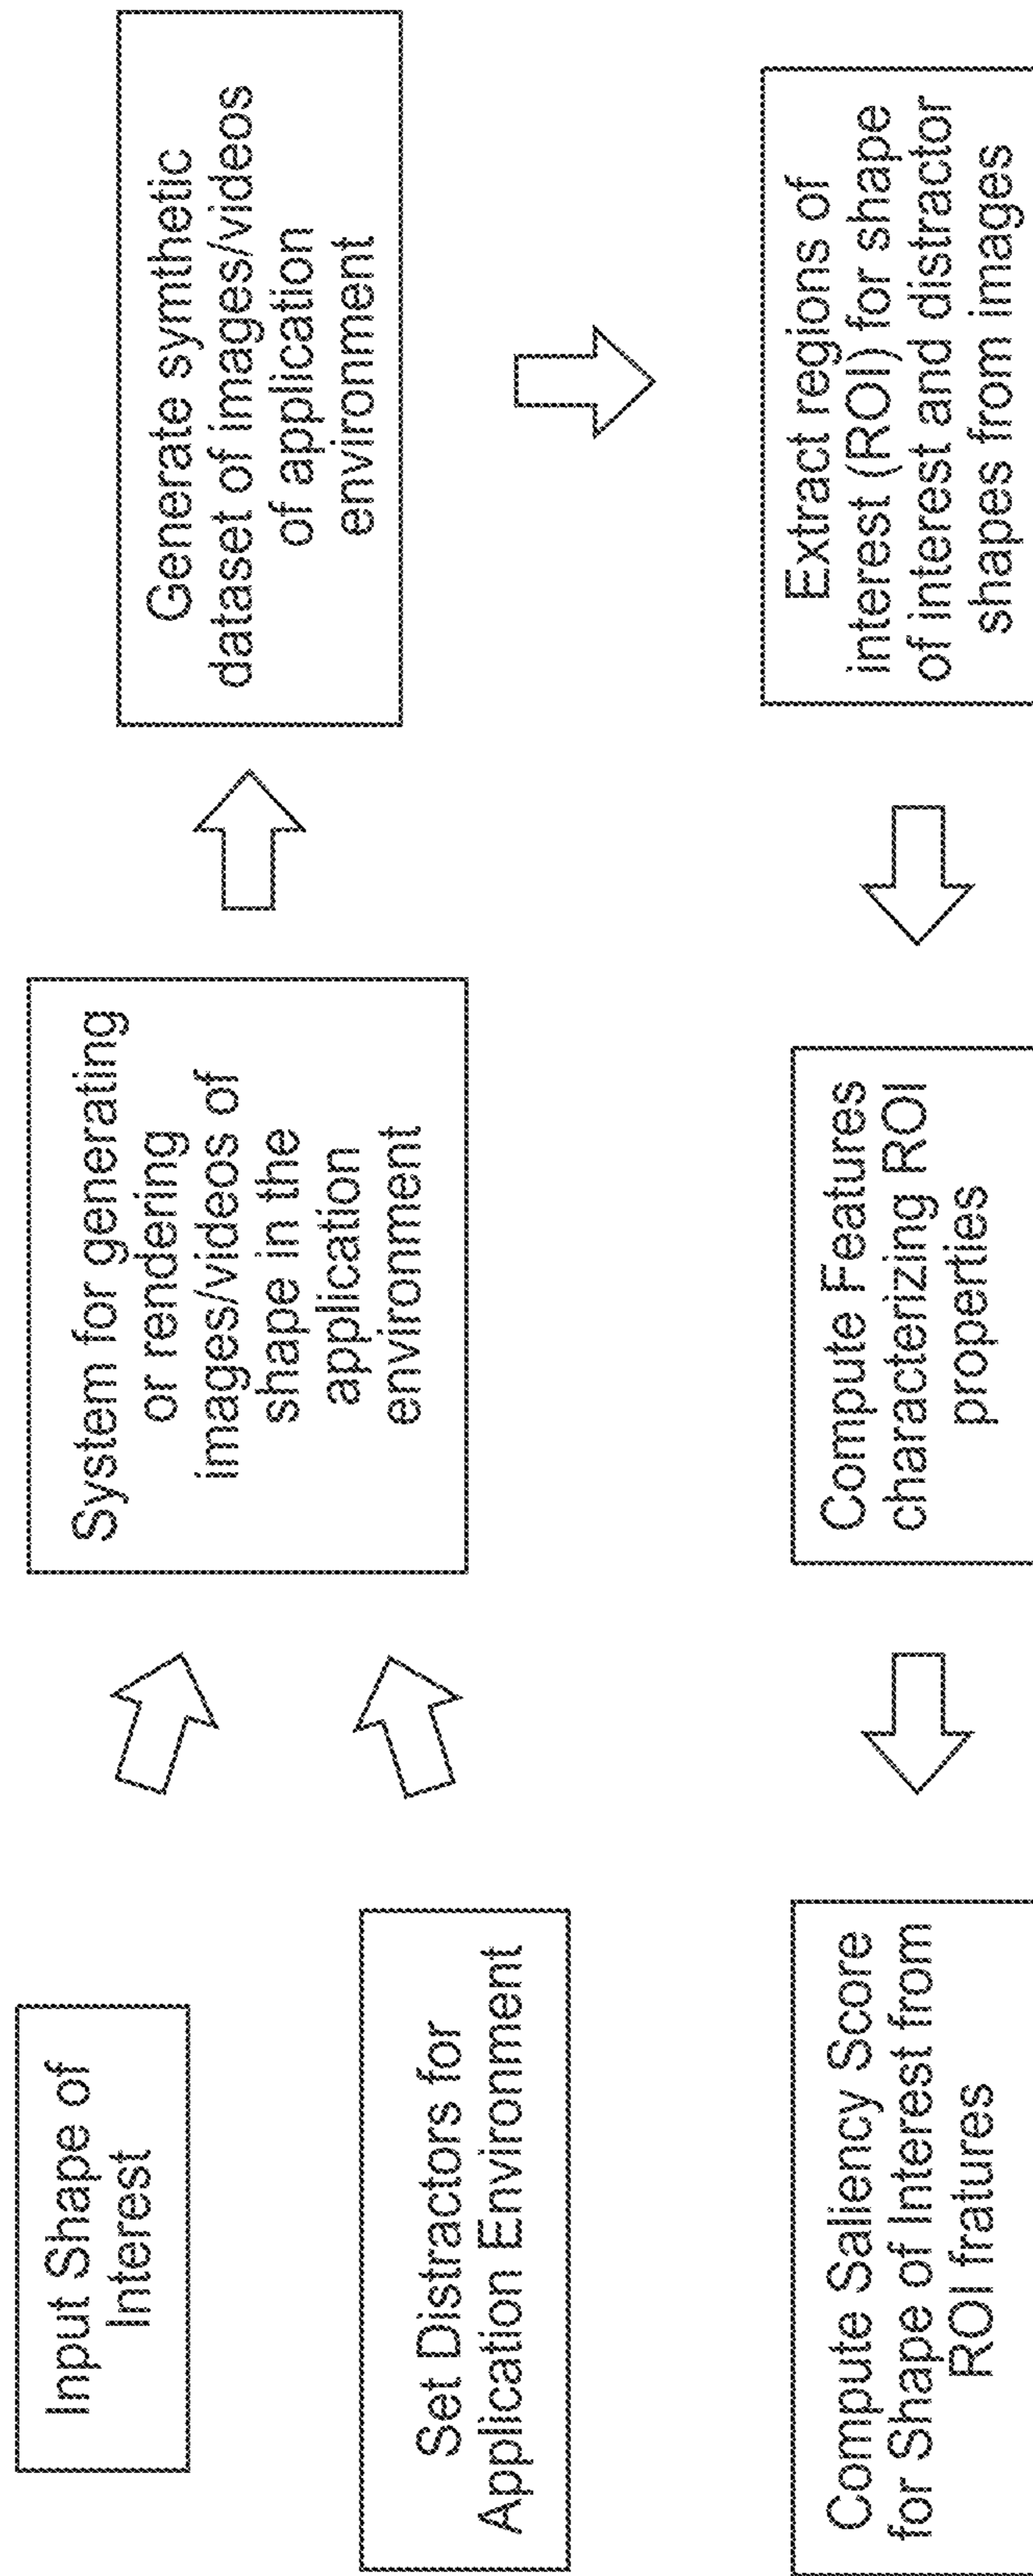 Input Shape of
Interest
Set Distractors for
Application Environment
System for generating
or rendering
images/videos of
shape in the
application
environment
Generate symthetic
dataset of images/videos
of application
environment
Extract regions of
interest (ROI) for shape
of interest and distractor
shapes from images
Compute Features
characterizing ROI
properties
Compute Saliency Score
for Shape of Interest from
ROI fratures